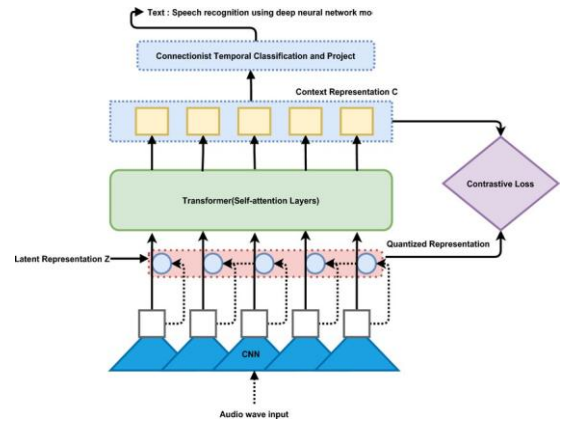 Text : Speech recognition using deep neural network mo
Connectionist Temporal Classification and Project
Context Representation C
Transformer(Self-attention Layers)
Contrastive Loss
Quantized Representation
Latent Representation Z
CNN
Audio wave input